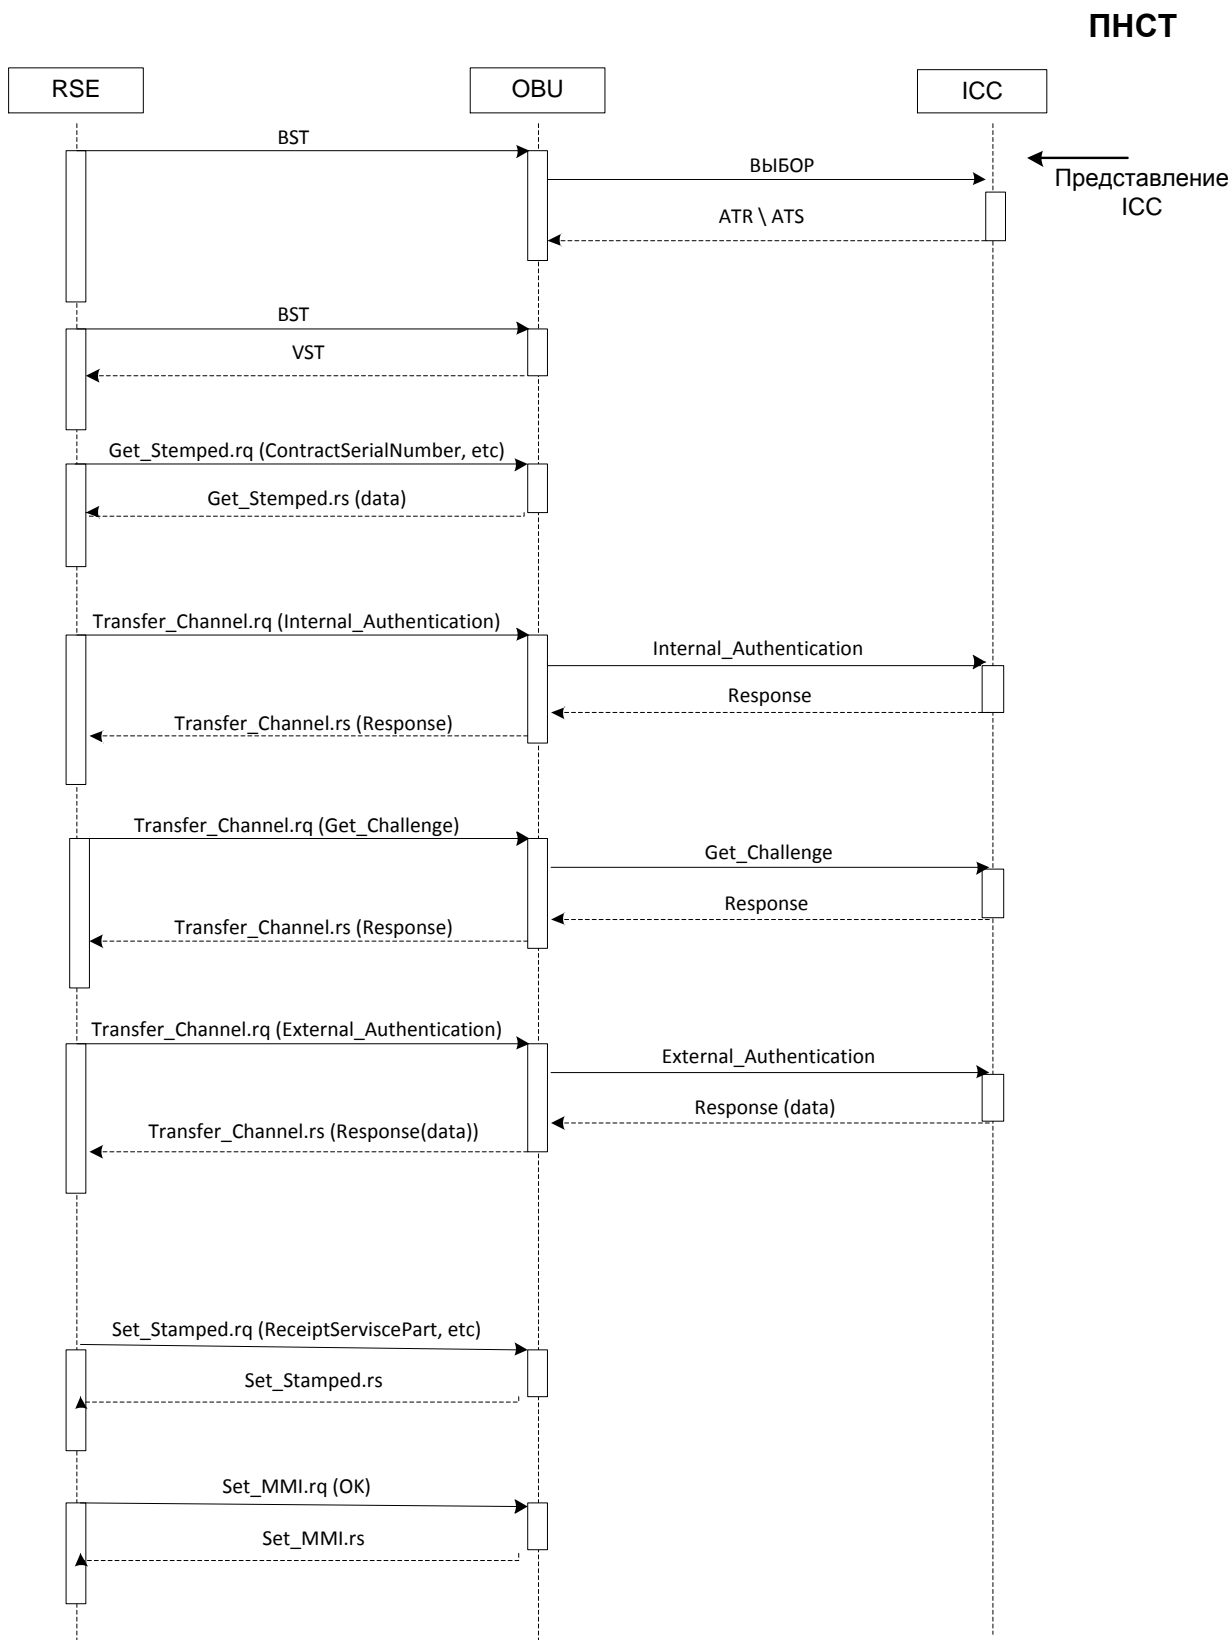 ПНСТ
RSE
OBU
ICC
BST
ВЫБОР
Представление
ICC
ATR \ ATS
BST
VST
Get_Stemped.rq (ContractSerialNumber, etc)
Get_Stemped.rs (data)
Transfer_Channel.rq (Internal_Authentication)
Internal_Authentication
Response
Transfer_Channel.rs (Response)
Transfer_Channel.rq (Get_Challenge)
Get_Challenge
Response
Transfer_Channel.rs (Response)
Transfer_Channel.rq (External_Authentication)
External_Authentication
Response (data)
Transfer_Channel.rs (Response(data))
Set_Stamped.rq (ReceiptServiscePart, etc)
Set_Stamped.rs
Set_MMI.rq (OK)
Set_MMI.rs